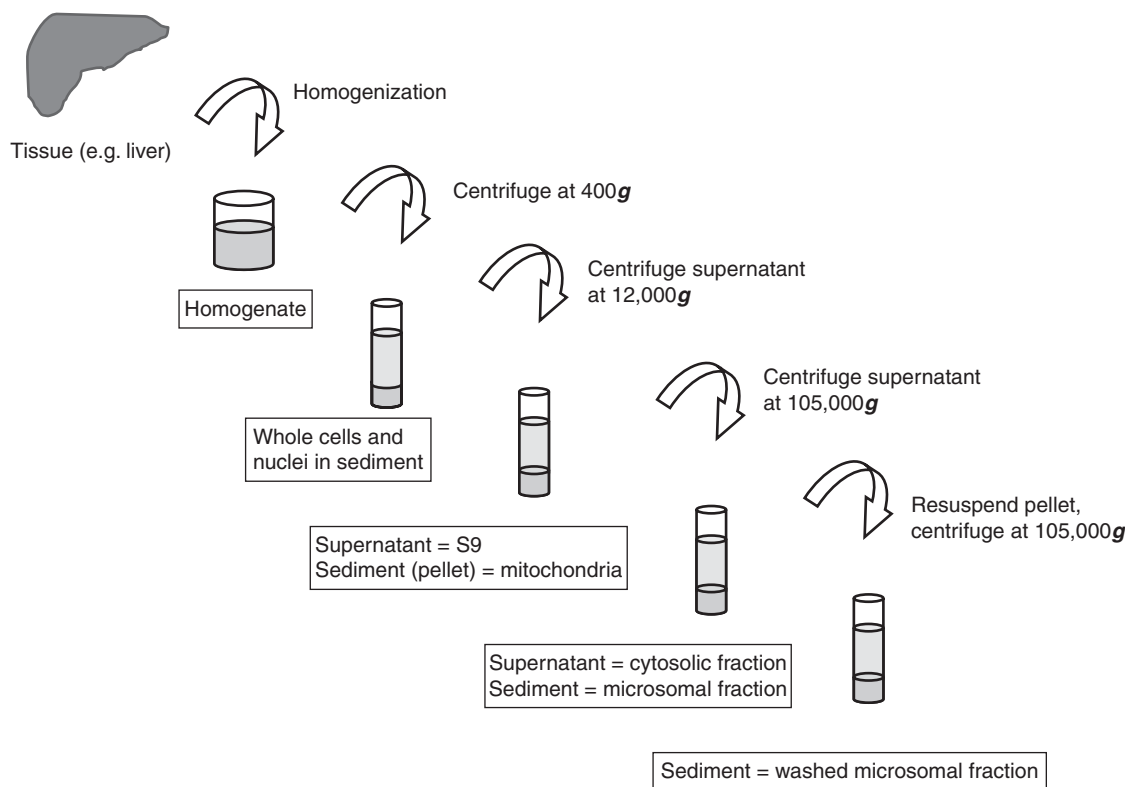 Tissue (e.g. liver)
Homogenization
Homogenate
Centrifuge at 400g
Whole cells and
nuclei in sediment
Centrifuge supernatant
at 12,000g
Supernatant = S9
Sediment (pellet) = mitochondria
Centrifuge supernatant
at 105,000g
Supernatant = cytosolic fraction
Sediment = microsomal fraction
Resuspend pellet,
centrifuge at 105,000g
Sediment = washed microsomal fraction